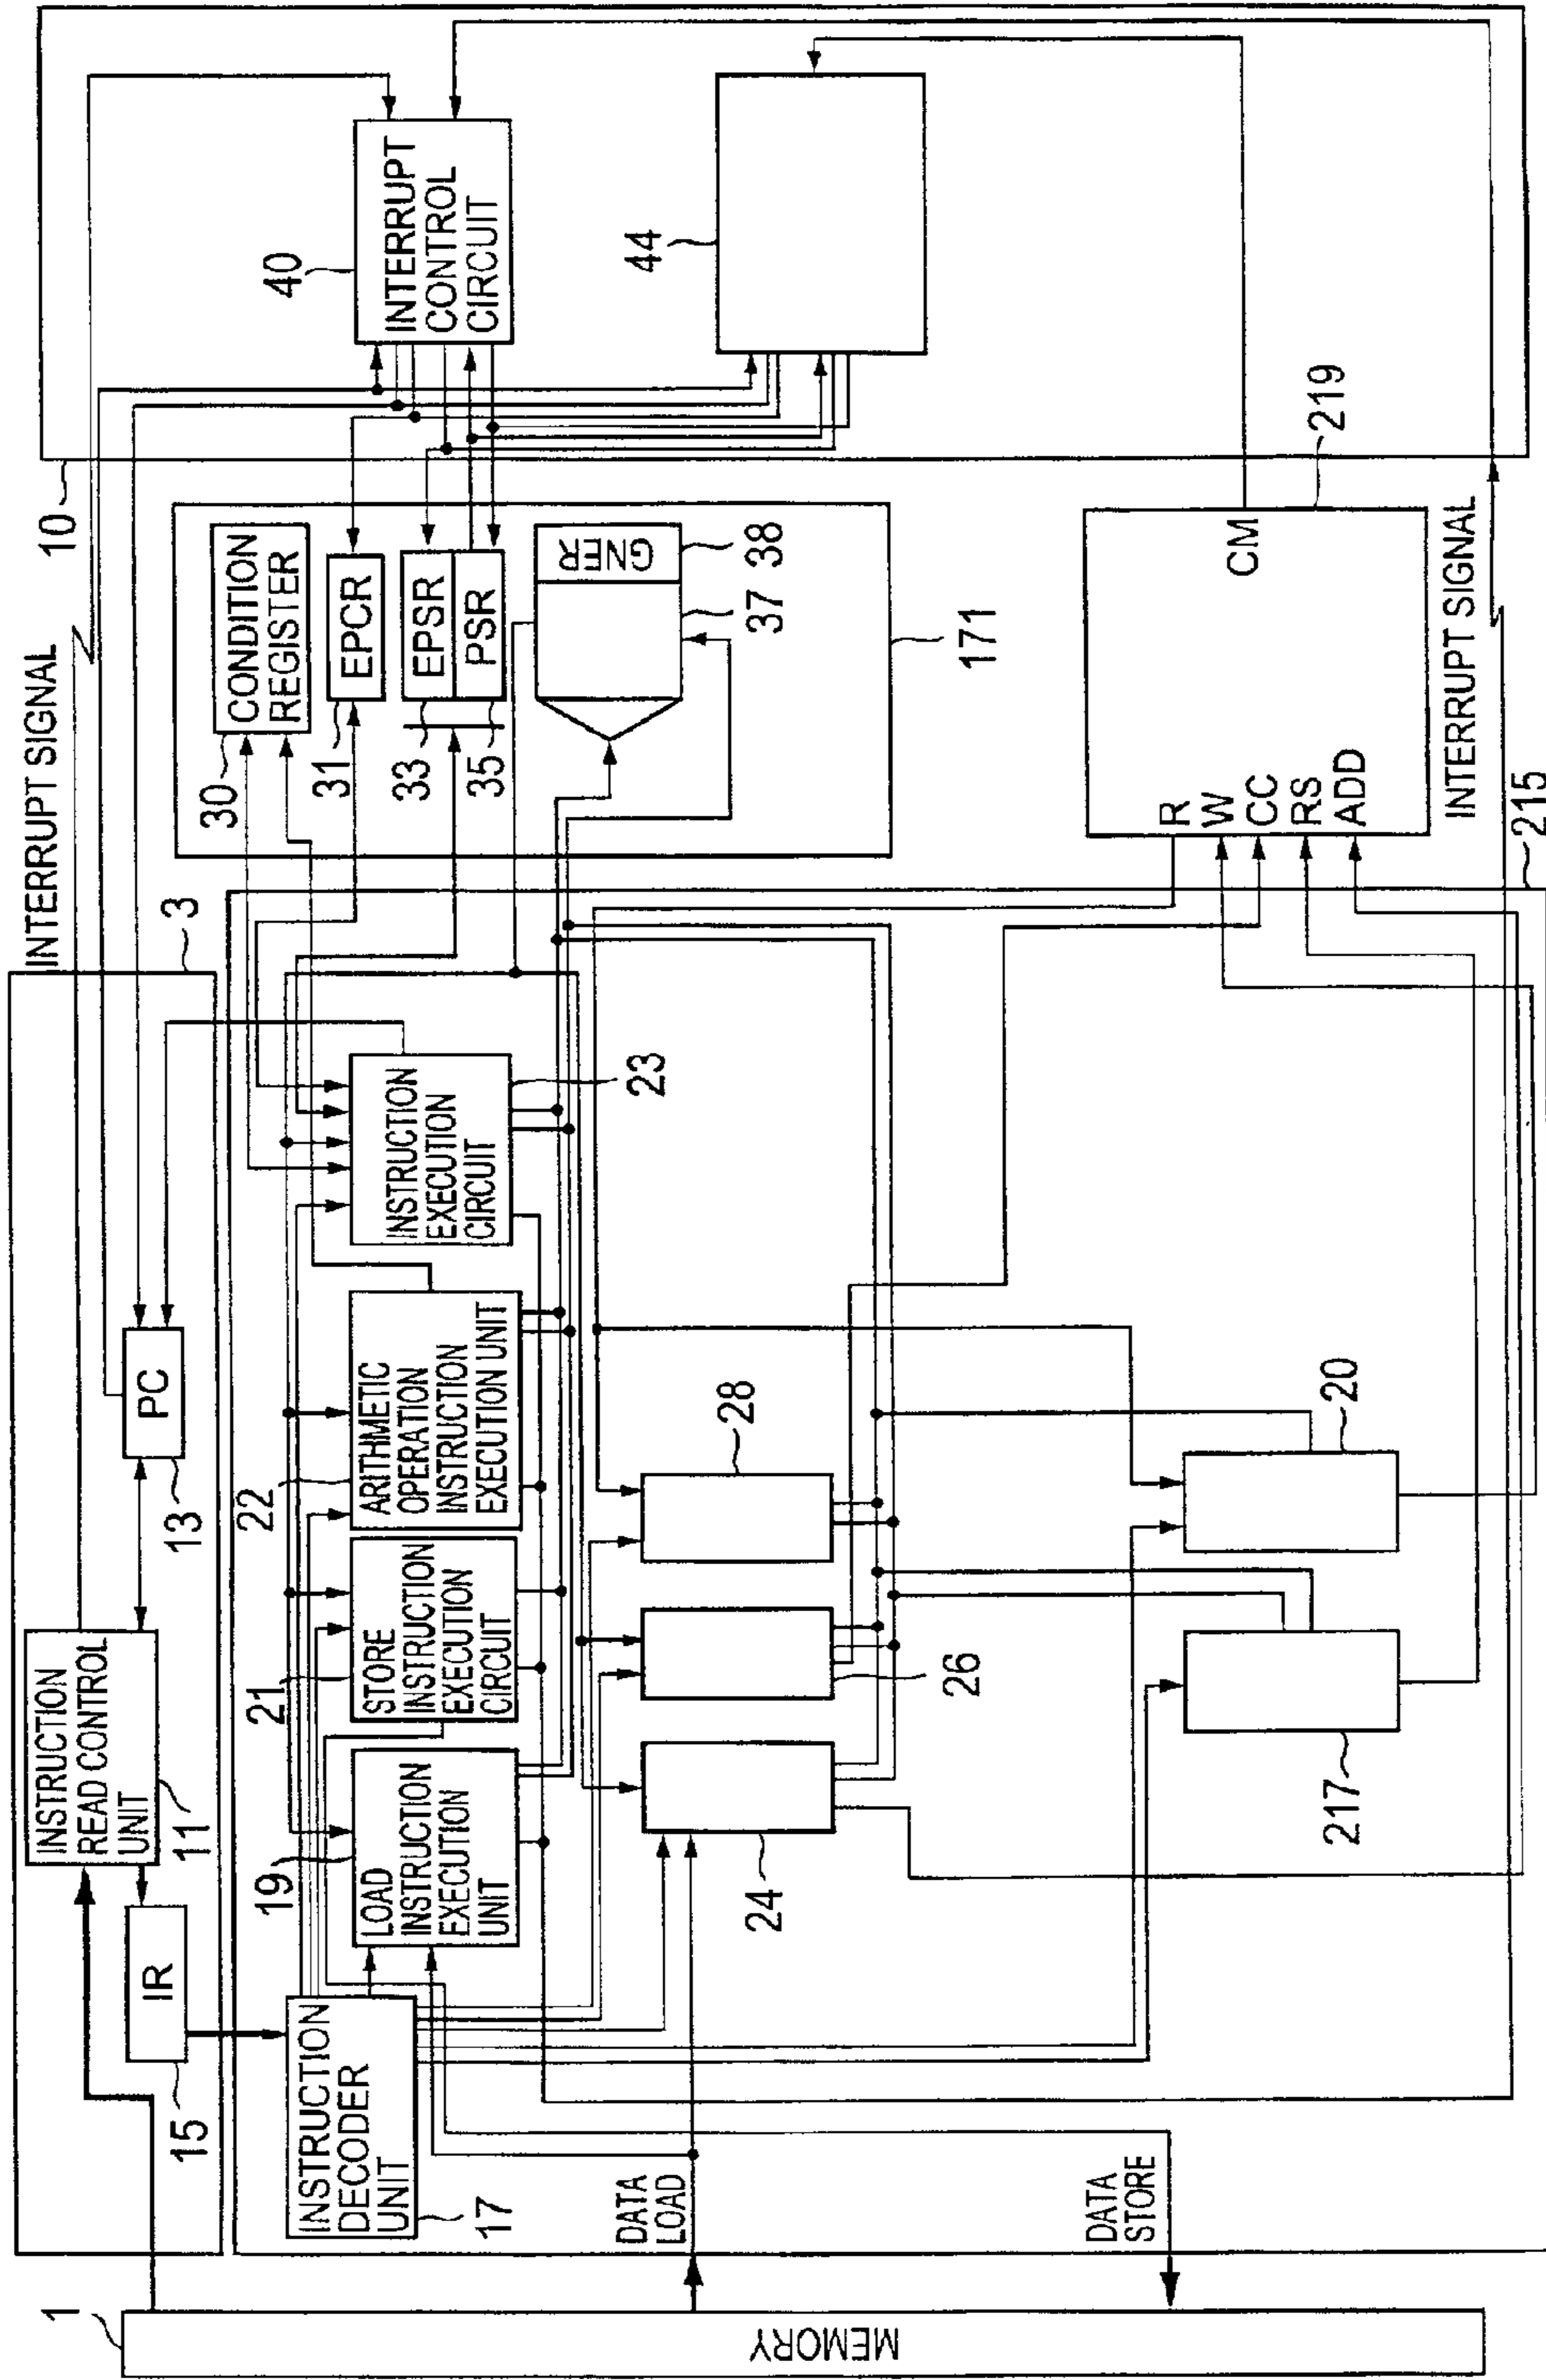 INTERRUPT SIGNAL
10
3
INSTRUCTION
READ CONTROL
UNIT
11
PC
13
IR
15
40
INTERRUPT
CONTROL
CIRCUIT
44
30
CONDITION
REGISTER
31
EPCR
33
EPSR
PSR
35
GNER
37
38
171
INSTRUCTION
DECODER
UNIT
17
19
LOAD
INSTRUCTION
EXECUTION
UNIT
21
STORE
INSTRUCTION
EXECUTION
CIRCUIT
22
ARITHMETIC
OPERATION
INSTRUCTION
EXECUTION UNIT
INSTRUCTION
EXECUTION
CIRCUIT
23
24
26
28
217
20
R
W
CC
RS
ADD
CM
219
INTERRUPT SIGNAL
215
DATA
LOAD
DATA
STORE
1
MEMORY